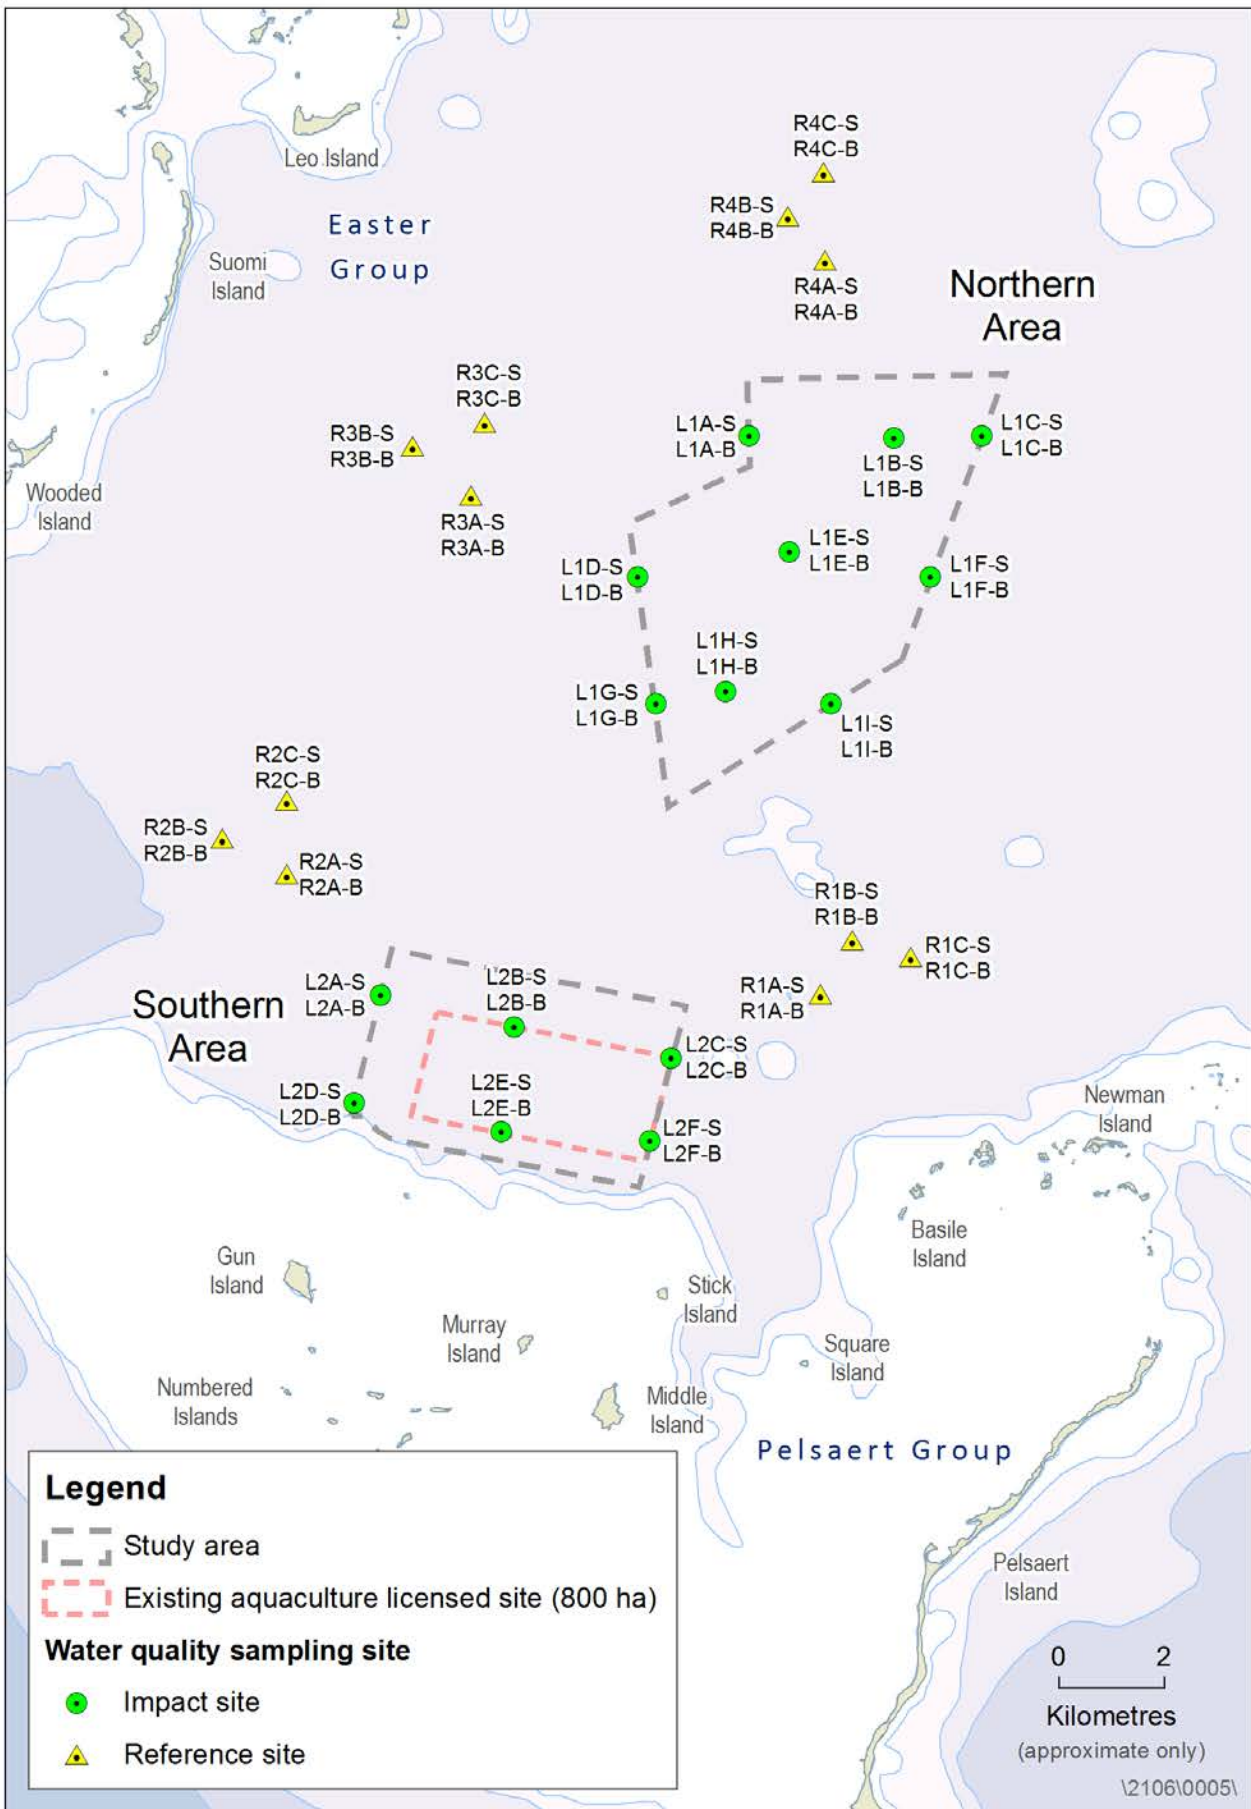 R4C-S
R4C-B
Leo Island
R4B-S
R4B-B
Easter
Group
Suomi
Island
R4A-S
R4A-B
Northern
Area
R3C-S
R3C-B
R3B-S
R3B-B
L1A-S
L1A-B
L1C-S
L1C-B
L1B-S
L1B-B
Wooded
Island
R3A-S
R3A-B
L1E-S
L1E-B
L1D-S
L1D-B
L1F-S
L1F-B
L1H-S
L1H-B
L1G-S
L1G-B
L1I-S
L1I-B
R2C-S
R2C-B
R2B-S
R2B-B
R2A-S
R2A-B
R1B-S
R1B-B
R1C-S
R1C-B
R1A-S
R1A-B
L2A-S
L2A-B
L2B-S
L2B-B
Southern
Area
L2C-S
L2C-B
L2E-S
L2E-B
L2D-S
L2D-B
L2F-S
L2F-B
Newman
Island
Basile
Island
Gun
Island
Stick
Island
Murray
Island
Square
Island
Numbered
Islands
Middle
Island
Pelsaert Group
Pelsaert
Island
Legend
Study area
Existing aquaculture licensed site (800 ha)
Water quality sampling site
Impact site
Reference site
0 2
Kilometres
(approximate only)
\2106\0005\